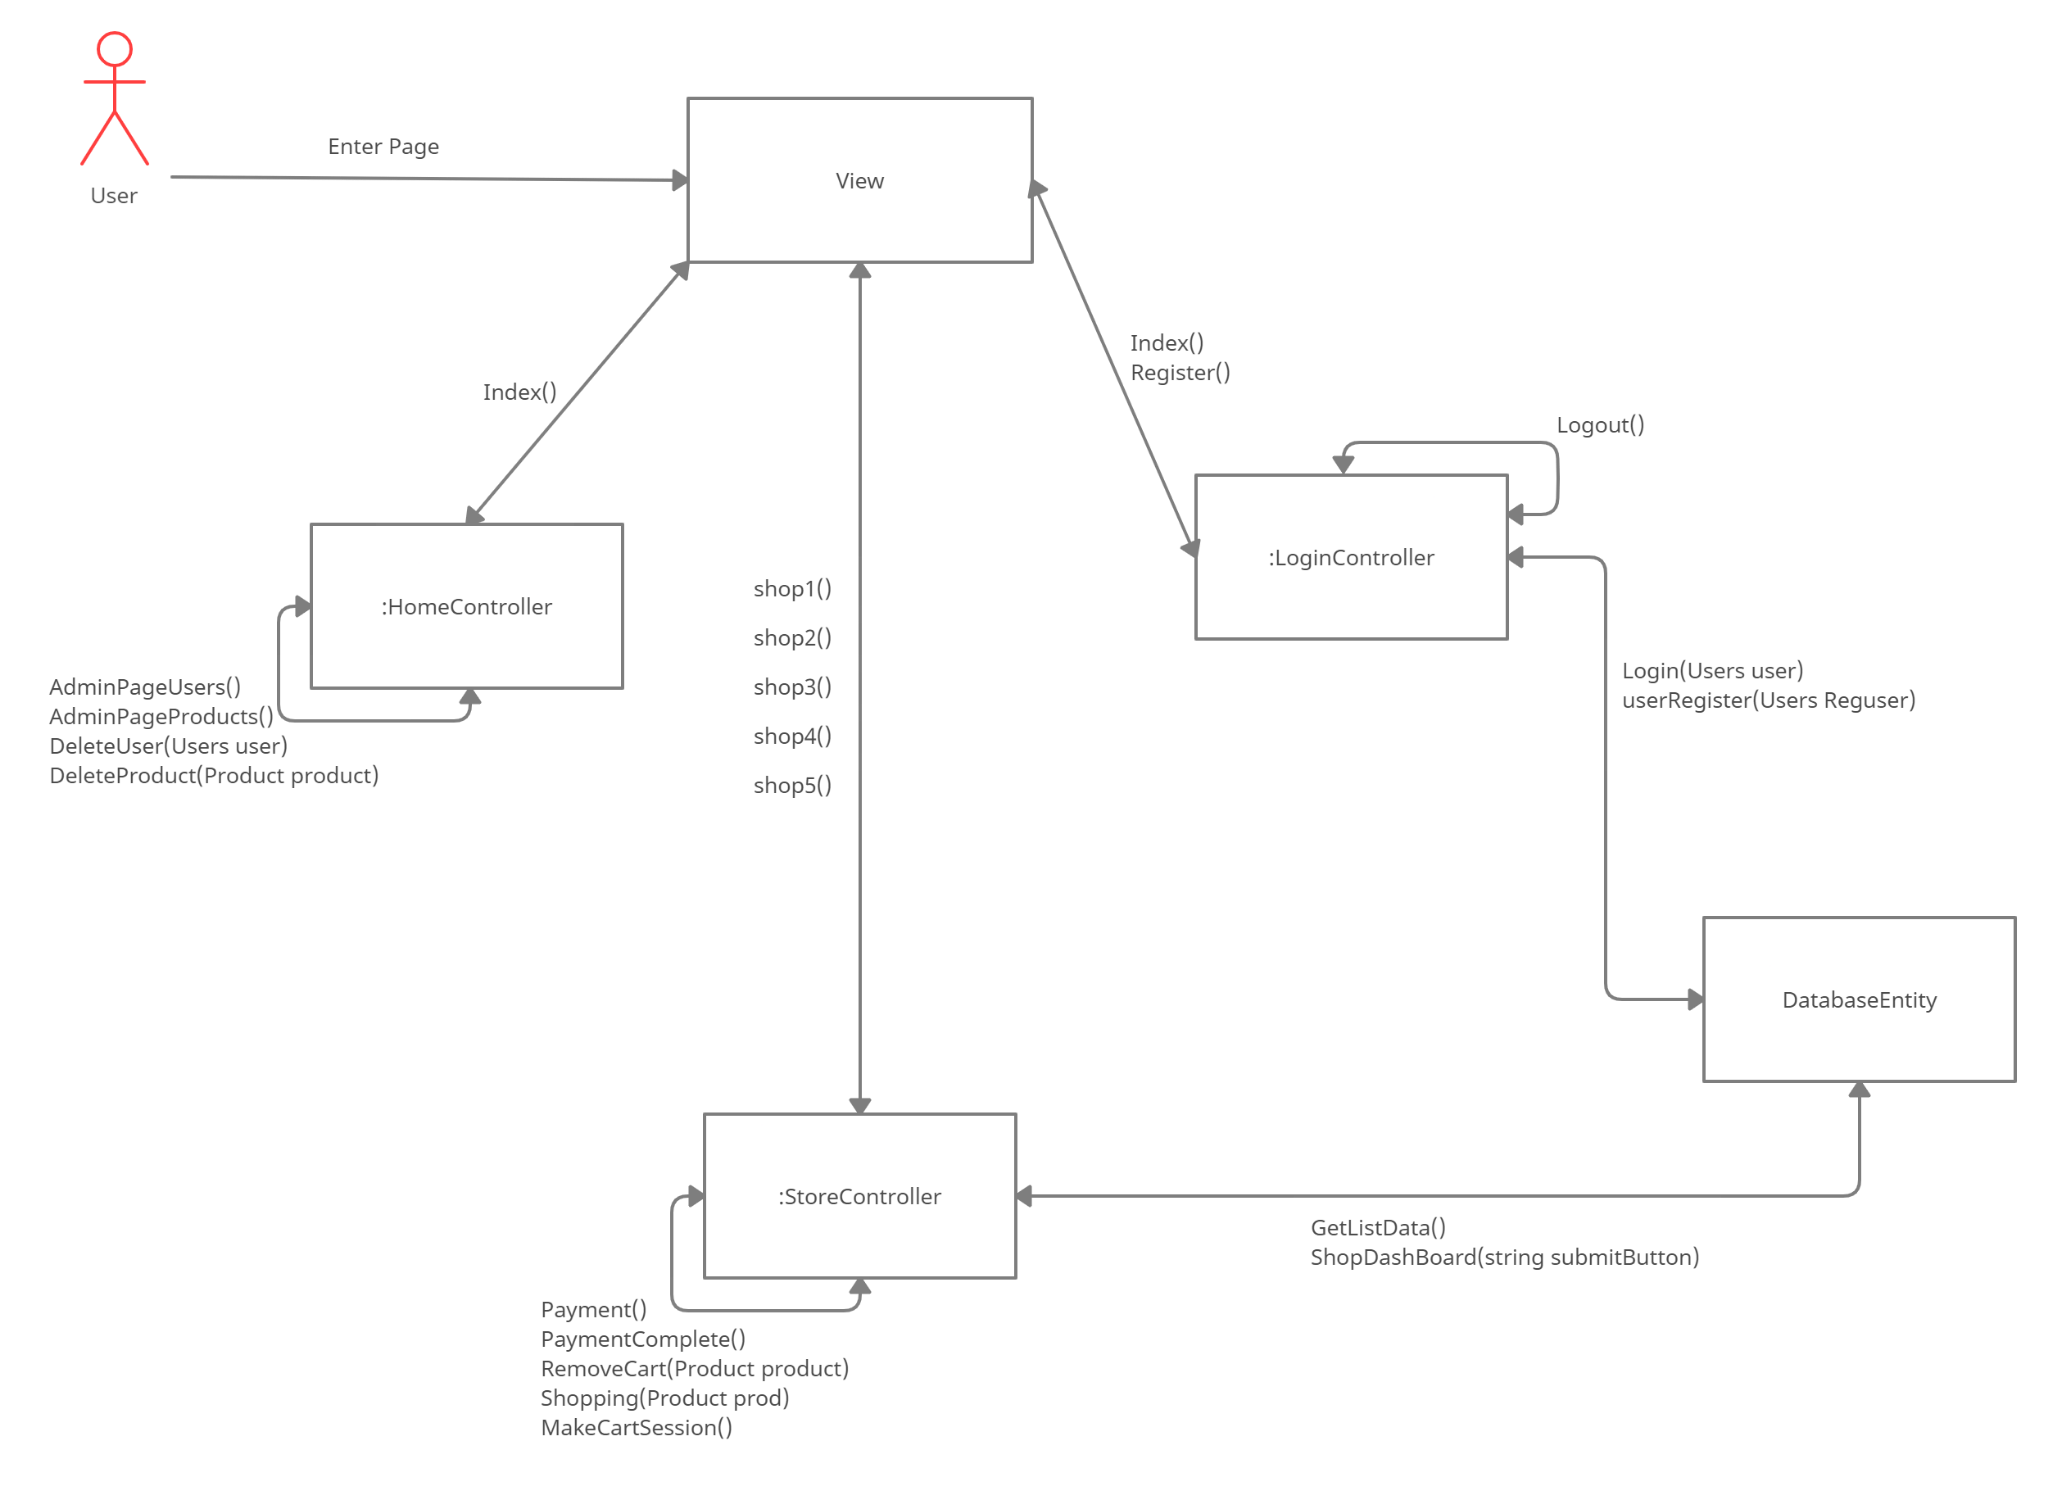 Enter Page
User
View
Index()
Register()
Index()
Logout()
:LoginController
:HomeController
shop1()
shop2()
shop3()
shop4()
shop5()
AdminPageUsers()
AdminPageProducts()
DeleteUser(Users user)
DeleteProduct(Product product)
Login(Users user)
userRegister(Users Reguser)
DatabaseEntity
:StoreController
GetListData()
ShopDashBoard(string submitButton)
Payment()
PaymentComplete()
RemoveCart(Product product)
Shopping(Product prod)
MakeCartSession()